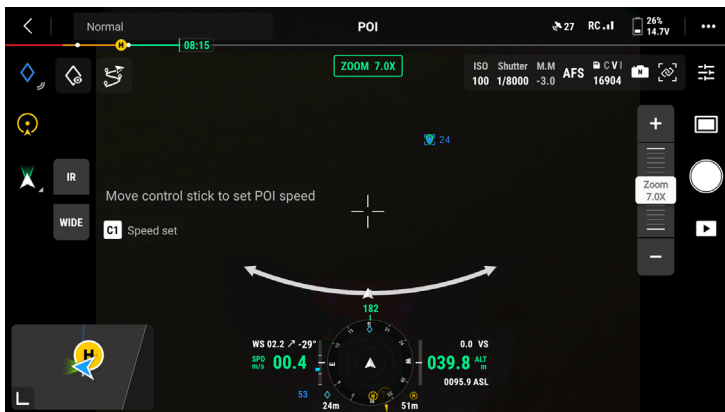 Normal
POI
27
RC
26%
14.7V
H
08:15
ZOOM 7.0X
ISO
100
Shutter
1/8000
M.M
-3.0
AFS
C V I
16904
N
24
+
IR
Zoom
7.0X
Move control stick to set POI speed
WIDE
C1 Speed set
−
182
WS 02.2 ↗ -29°
0.0 VS
SPD
m/s
00.4
039.8
ALT
m
0095.9 ASL
H
53
24m
51m